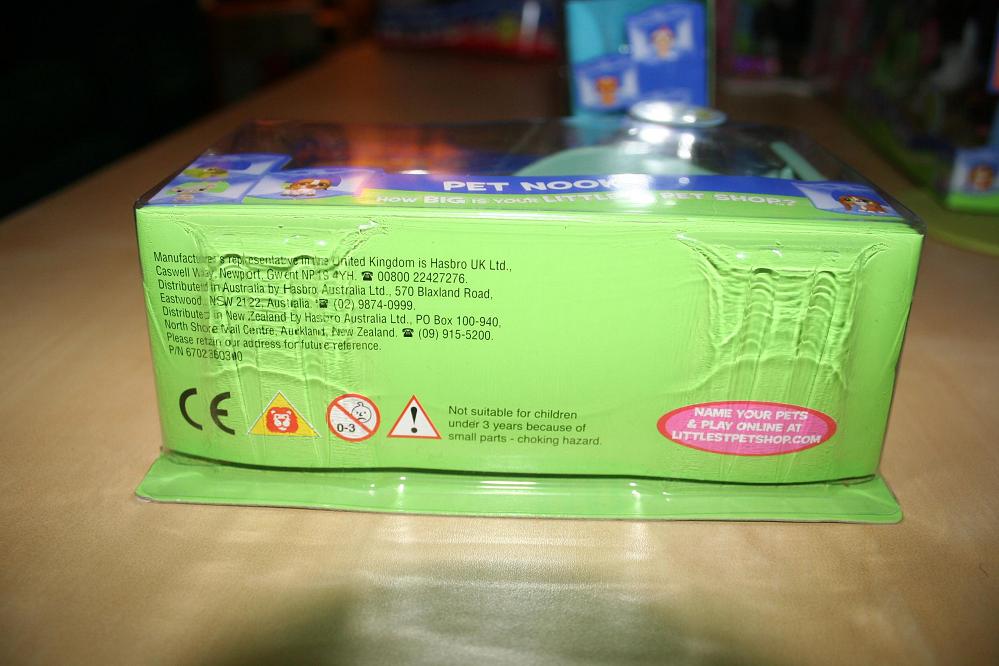 PET NOOK
HOW BIG IS YOUR LITTLEST PET SHOP?
Manufacturer's representative in the United Kingdom is Hasbro UK Ltd.,
Caswell Way, Newport, Gwent NP19 4YH. ☎ 00800 22427276.
Distributed in Australia by Hasbro Australia Ltd., 570 Blaxland Road,
Eastwood, NSW 2122, Australia. ☎ (02) 9874-0999.
Distributed in New Zealand by Hasbro Australia Ltd., PO Box 100-940,
North Shore Mail Centre, Auckland, New Zealand. ☎ (09) 915-5200.
Please retain our address for future reference.
P/N
CE
0-3
!
Not suitable for children
under 3 years because of
small parts - choking hazard.
NAME YOUR PETS
& PLAY ONLINE AT
LITTLESTPETSHOP.COM